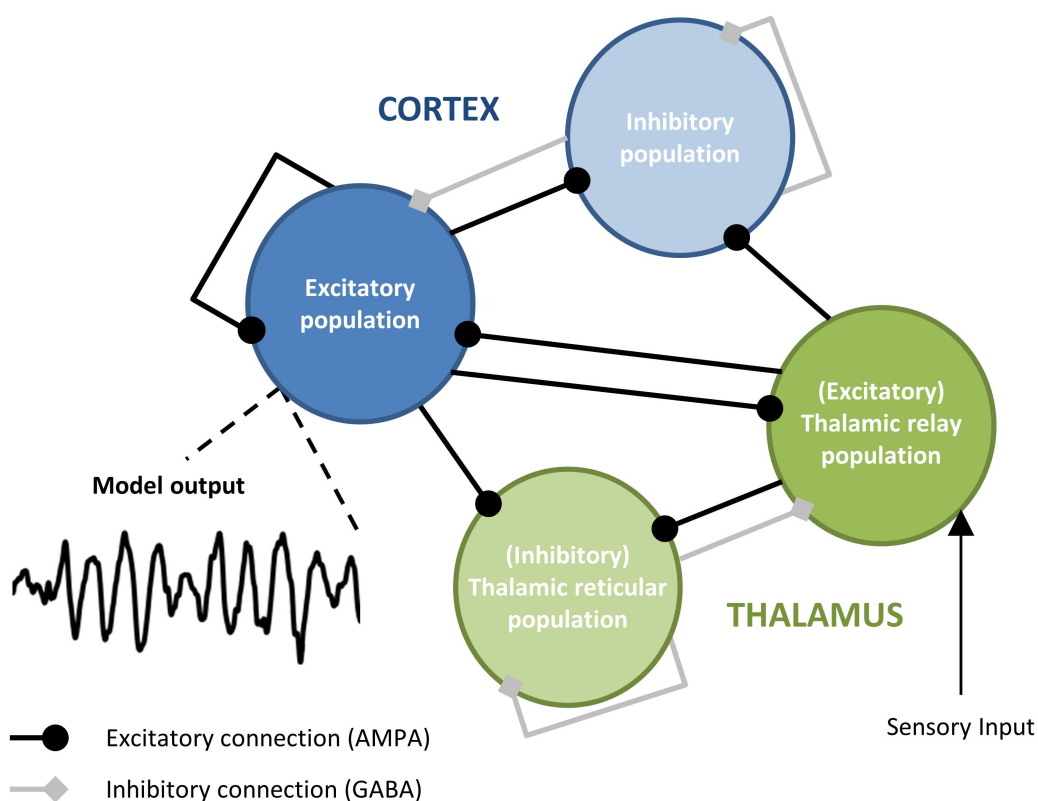 CORTEX
Inhibitory
population
Excitatory
population
(Excitatory)
Thalamic relay
population
Model output
(Inhibitory)
Thalamic reticular
population
THALAMUS
Sensory Input
Excitatory connection (AMPA)
Inhibitory connection (GABA)